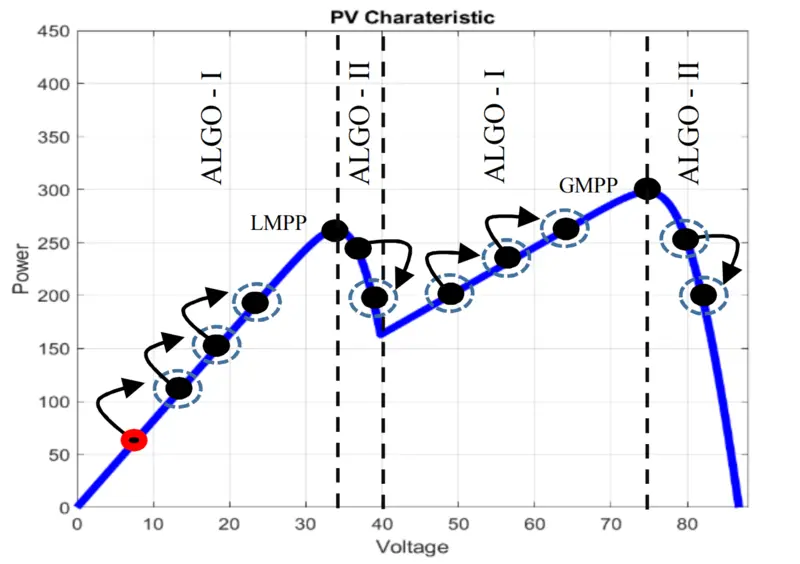 PV Charateristic
450
400
350
300
250
200
150
100
50
0
Power
ALGO - I
ALGO - II
ALGO - I
ALGO - II
LMPP
GMPP
0 10 20 30 40 50 60 70 80
Voltage